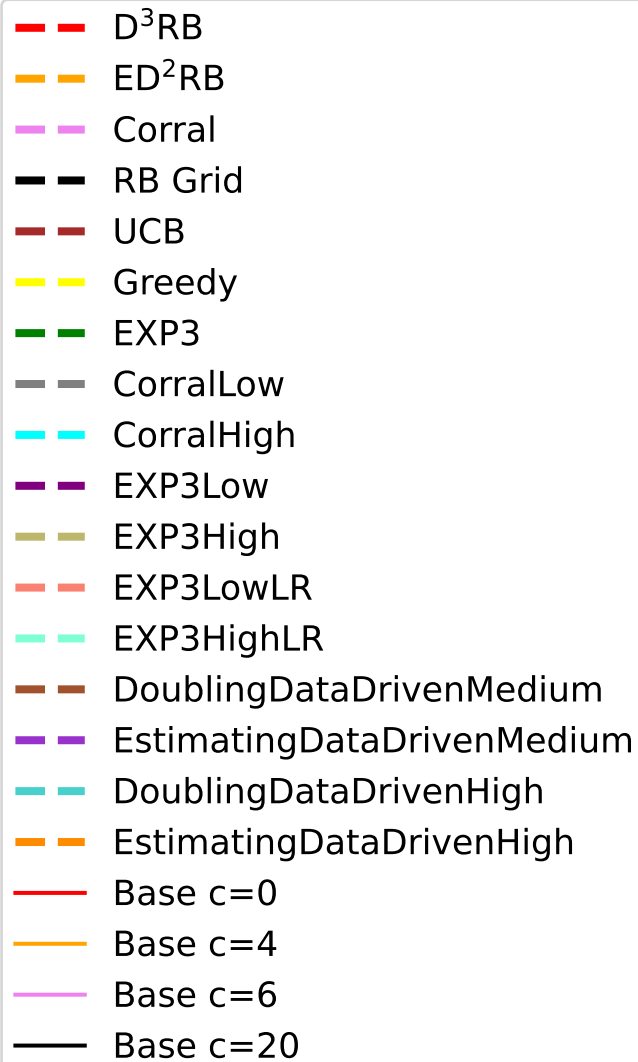 D³RB
ED²RB
Corral
RB Grid
UCB
Greedy
EXP3
CorralLow
CorralHigh
EXP3Low
EXP3High
EXP3LowLR
EXP3HighLR
DoublingDataDrivenMedium
EstimatingDataDrivenMedium
DoublingDataDrivenHigh
EstimatingDataDrivenHigh
Base c=0
Base c=4
Base c=6
Base c=20